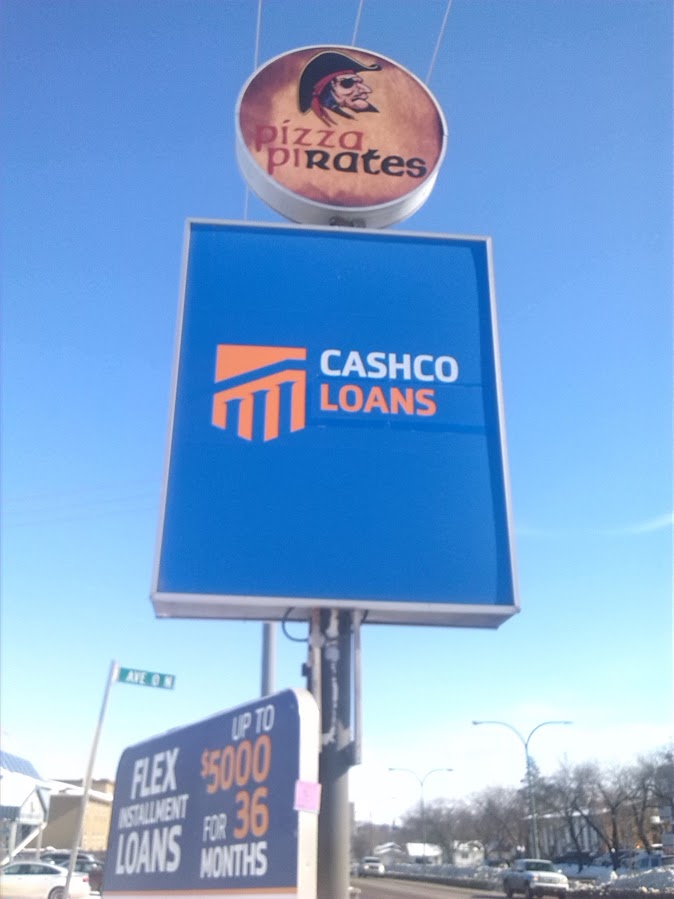 pizza
piRates
CASHCO
LOANS
AVE O N
FLEX
INSTALLMENT
LOANS
UP TO
$5000
FOR 36
MONTHS